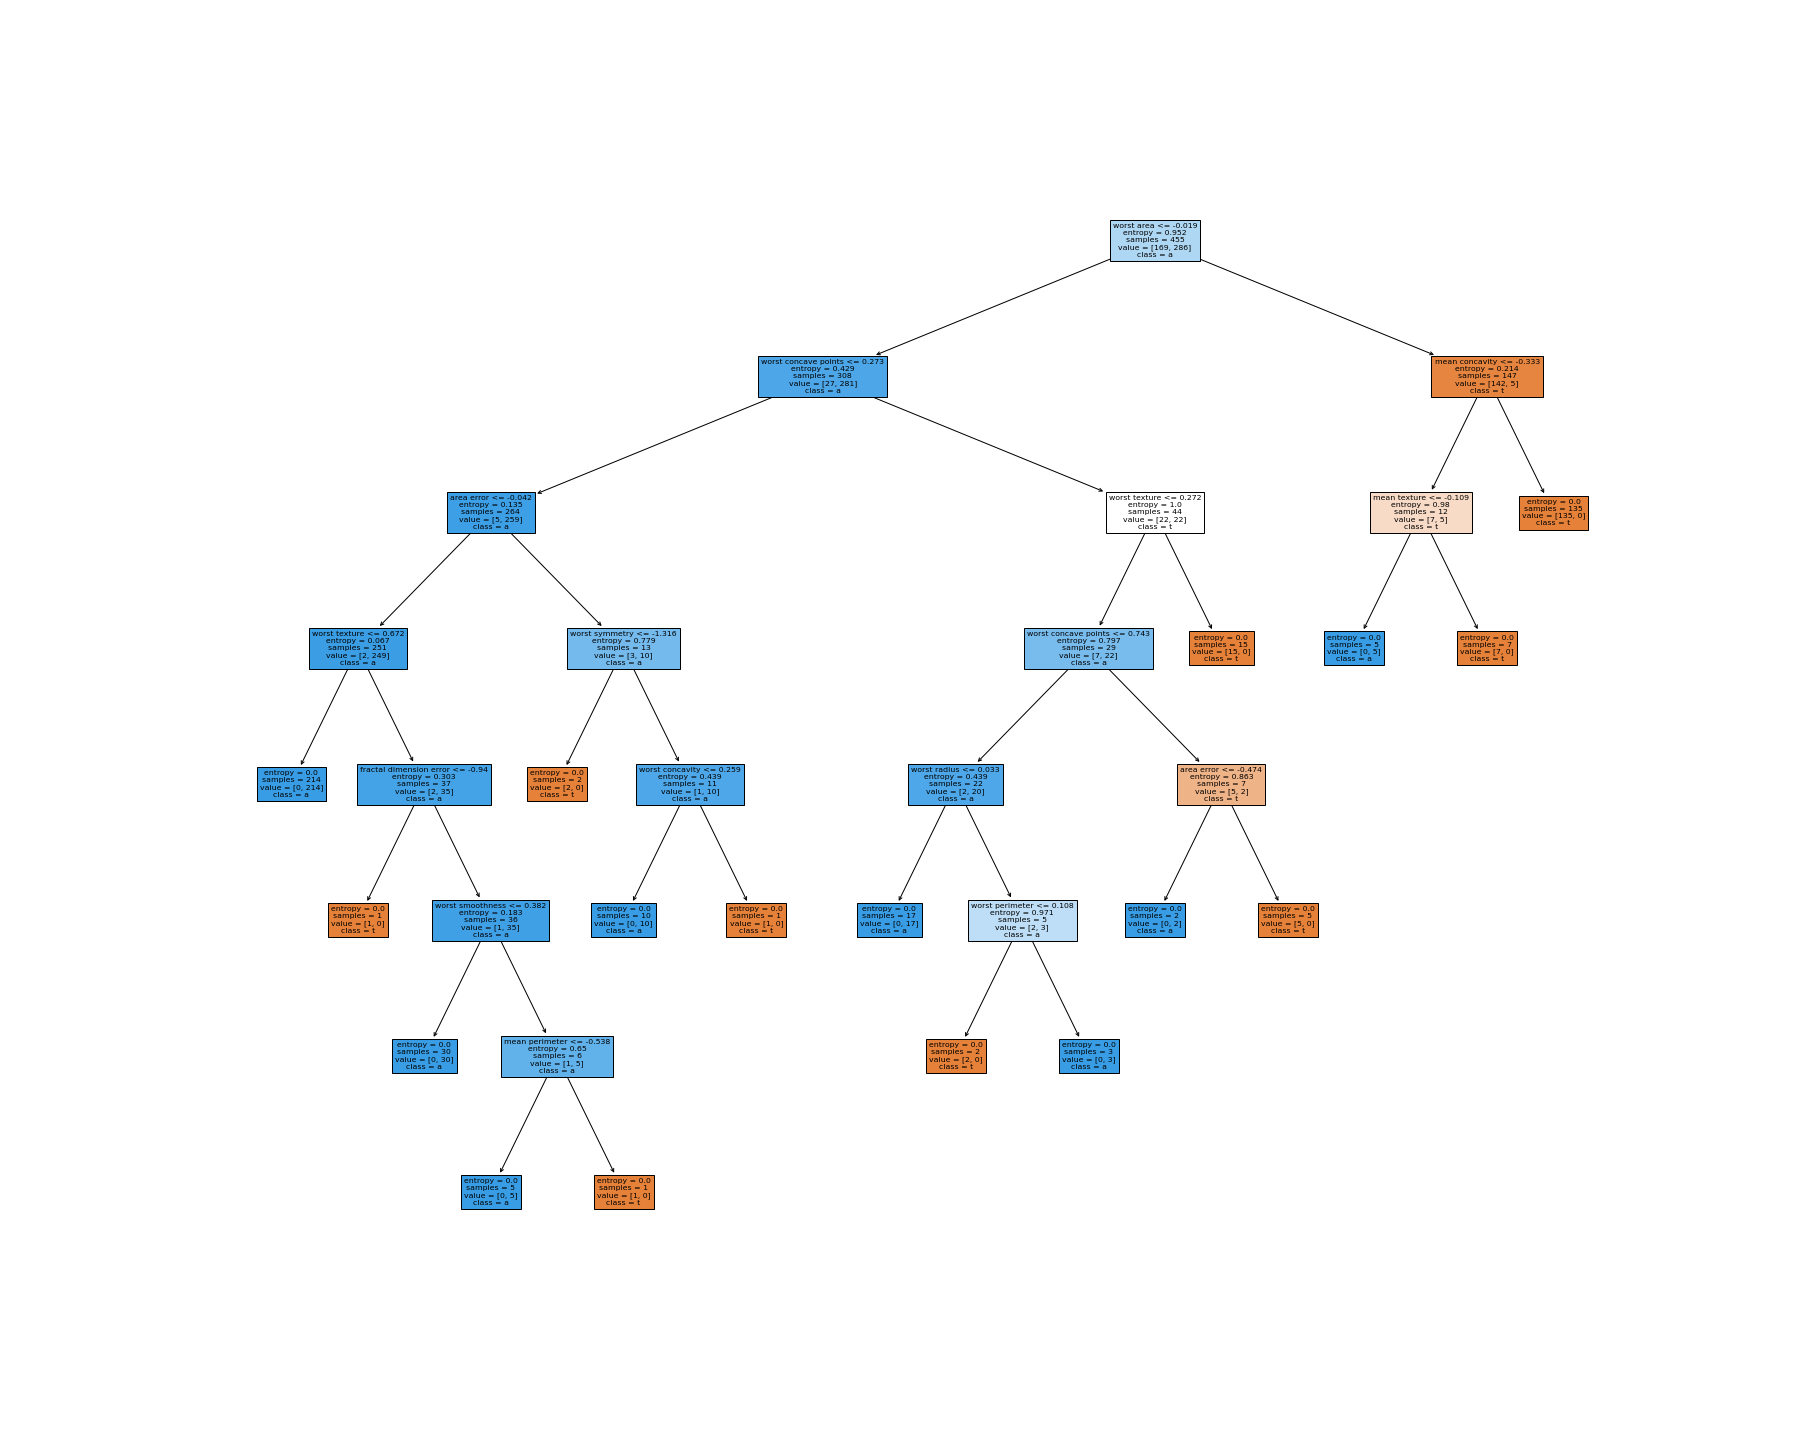 worst area <= -0.019
entropy = 0.952
samples = 455
value = [169, 286]
class = a
worst concave points <= 0.273
entropy = 0.429
samples = 308
value = [27, 281]
class = a
mean concavity <= -0.333
entropy = 0.214
samples = 147
value = [142, 5]
class = t
area error <= -0.042
entropy = 0.135
samples = 264
value = [5, 259]
class = a
worst texture <= 0.272
entropy = 1.0
samples = 44
value = [22, 22]
class = t
mean texture <= -0.109
entropy = 0.98
samples = 12
value = [7, 5]
class = t
entropy = 0.0
samples = 135
value = [135, 0]
class = t
worst texture <= 0.672
entropy = 0.067
samples = 251
value = [2, 249]
class = a
worst symmetry <= -1.316
entropy = 0.779
samples = 13
value = [3, 10]
class = a
worst concave points <= 0.743
entropy = 0.797
samples = 29
value = [7, 22]
class = a
entropy = 0.0
samples = 15
value = [15, 0]
class = t
entropy = 0.0
samples = 5
value = [0, 5]
class = a
entropy = 0.0
samples = 7
value = [7, 0]
class = t
entropy = 0.0
samples = 214
value = [0, 214]
class = a
fractal dimension error <= -0.94
entropy = 0.303
samples = 37
value = [2, 35]
class = a
entropy = 0.0
samples = 2
value = [2, 0]
class = t
worst concavity <= 0.259
entropy = 0.439
samples = 11
value = [1, 10]
class = a
worst radius <= 0.033
entropy = 0.439
samples = 22
value = [2, 20]
class = a
area error <= -0.474
entropy = 0.863
samples = 7
value = [5, 2]
class = t
entropy = 0.0
samples = 1
value = [1, 0]
class = t
worst smoothness <= 0.382
entropy = 0.183
samples = 36
value = [1, 35]
class = a
entropy = 0.0
samples = 10
value = [0, 10]
class = a
entropy = 0.0
samples = 1
value = [1, 0]
class = t
entropy = 0.0
samples = 17
value = [0, 17]
class = a
worst perimeter <= 0.108
entropy = 0.971
samples = 5
value = [2, 3]
class = a
entropy = 0.0
samples = 2
value = [0, 2]
class = a
entropy = 0.0
samples = 5
value = [5, 0]
class = t
entropy = 0.0
samples = 30
value = [0, 30]
class = a
mean perimeter <= -0.538
entropy = 0.65
samples = 6
value = [1, 5]
class = a
entropy = 0.0
samples = 2
value = [2, 0]
class = t
entropy = 0.0
samples = 3
value = [0, 3]
class = a
entropy = 0.0
samples = 5
value = [0, 5]
class = a
entropy = 0.0
samples = 1
value = [1, 0]
class = t